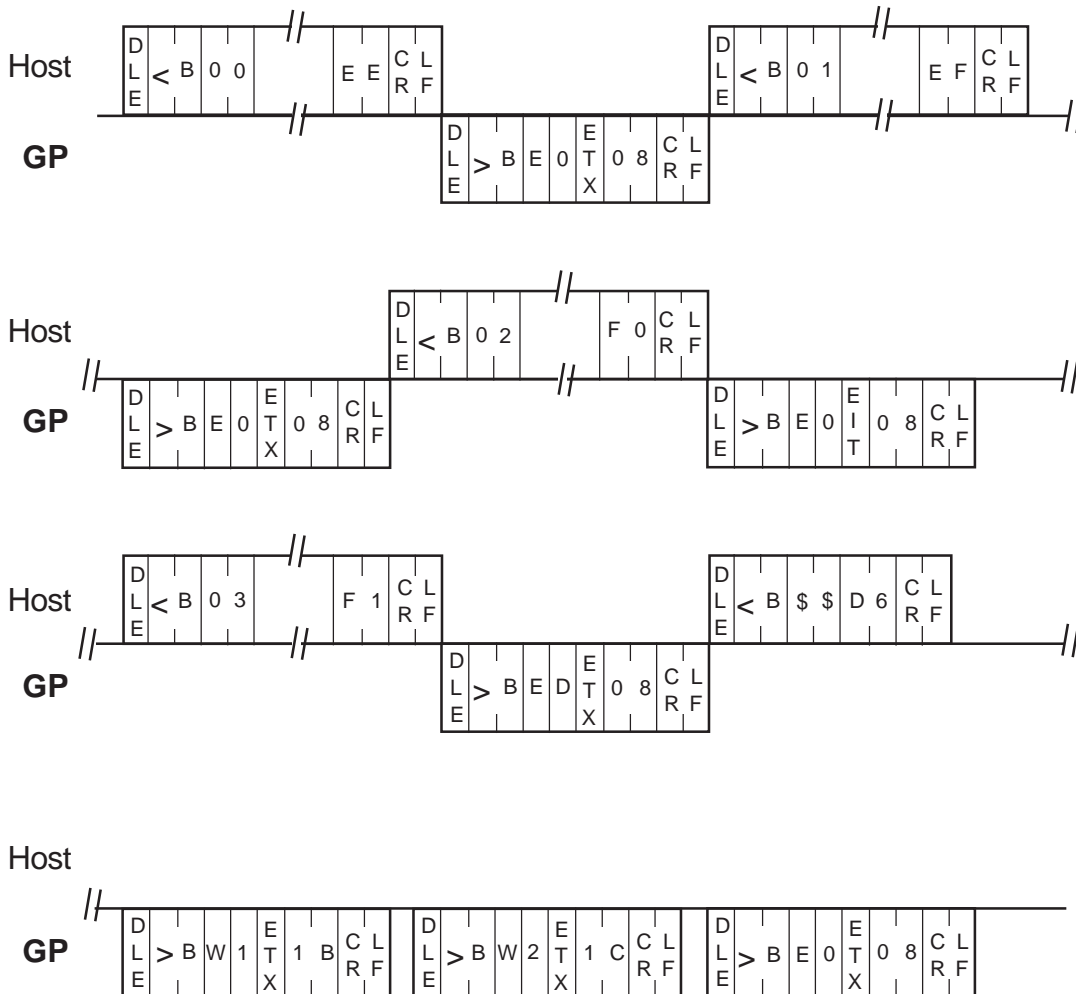 Host DLE < B 0 0 E E CR LF DLE < B 0 1 E F CR LF
GP DLE > B E 0 ETX 0 8 CR LF
Host DLE < B 0 2 F 0 CR LF
GP DLE > B E 0 ETX 0 8 CR LF DLE > B E 0 EIT 0 8 CR LF
Host DLE < B 0 3 F 1 CR LF DLE < B $ $ D 6 CR LF
GP DLE > B E D ETX 0 8 CR LF
Host
GP DLE > B W 1 ETX 1 B CR LF DLE > B W 2 ETX 1 C CR LF DLE > B E 0 ETX 0 8 CR LF